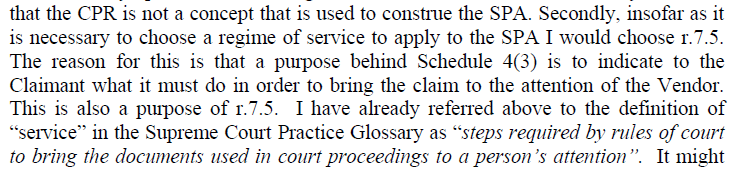 that the CPR is not a concept that is used to construe the SPA. Secondly, insofar as it
is necessary to choose a regime of service to apply to the SPA I would choose r.7.5.
The reason for this is that a purpose behind Schedule 4(3) is to indicate to the
Claimant what it must do in order to bring the claim to the attention of the Vendor.
This is also a purpose of r.7.5. I have already referred above to the definition of
“service” in the Supreme Court Practice Glossary as “steps required by rules of court
to bring the documents used in court proceedings to a person’s attention”. It might